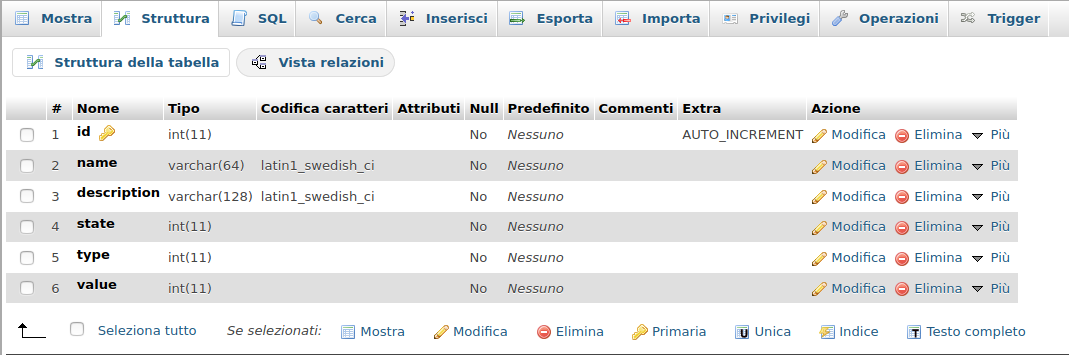 Mostra Struttura SQL Cerca Inserisci Esporta Importa Privilegi Operazioni Trigger
Struttura della tabella Vista relazioni
# Nome Tipo Codifica caratteri Attributi Null Predefinito Commenti Extra Azione
1 id int(11) No Nessuno AUTO_INCREMENT Modifica Elimina Più
2 name varchar(64) latin1_swedish_ci No Nessuno Modifica Elimina Più
3 description varchar(128) latin1_swedish_ci No Nessuno Modifica Elimina Più
4 state int(11) No Nessuno Modifica Elimina Più
5 type int(11) No Nessuno Modifica Elimina Più
6 value int(11) No Nessuno Modifica Elimina Più
Seleziona tutto Se selezionati: Mostra Modifica Elimina Primaria U Unica Indice T Testo completo